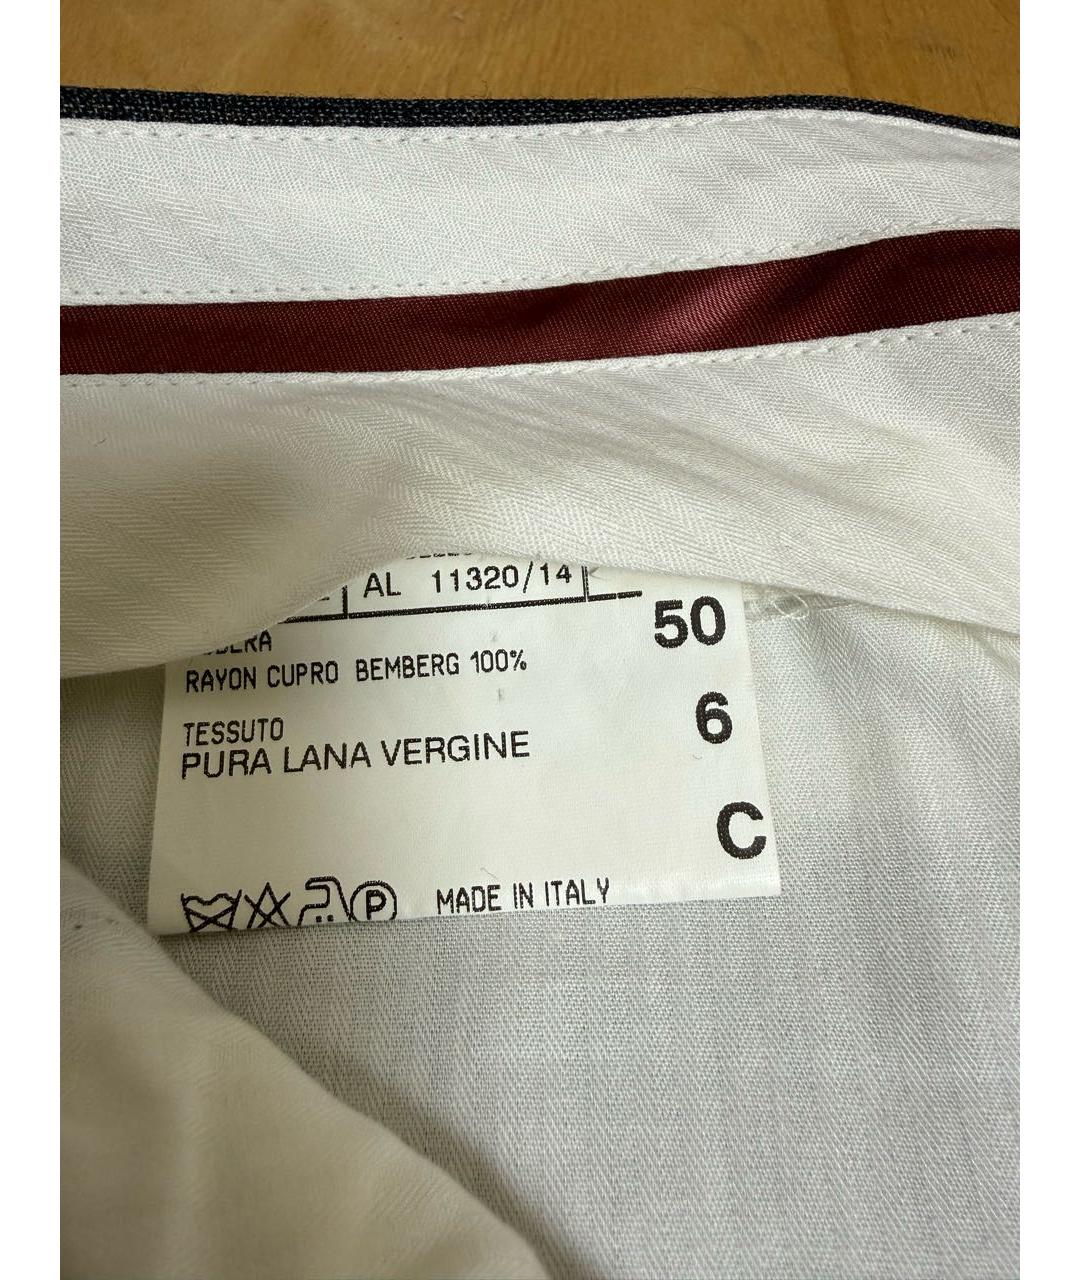 AL 11320/14
50
RAYON CUPRO BEMBERG 100%
6
TESSUTO
PURA LANA VERGINE
C
P
MADE IN ITALY